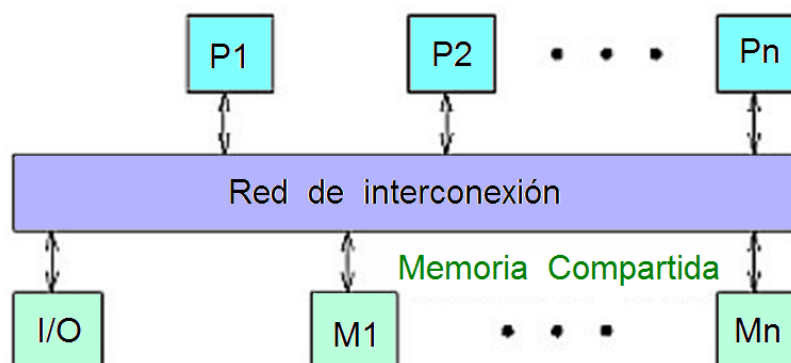 P1 P2 Pn
Red de interconexión
Memoria Compartida
I/O M1 Mn